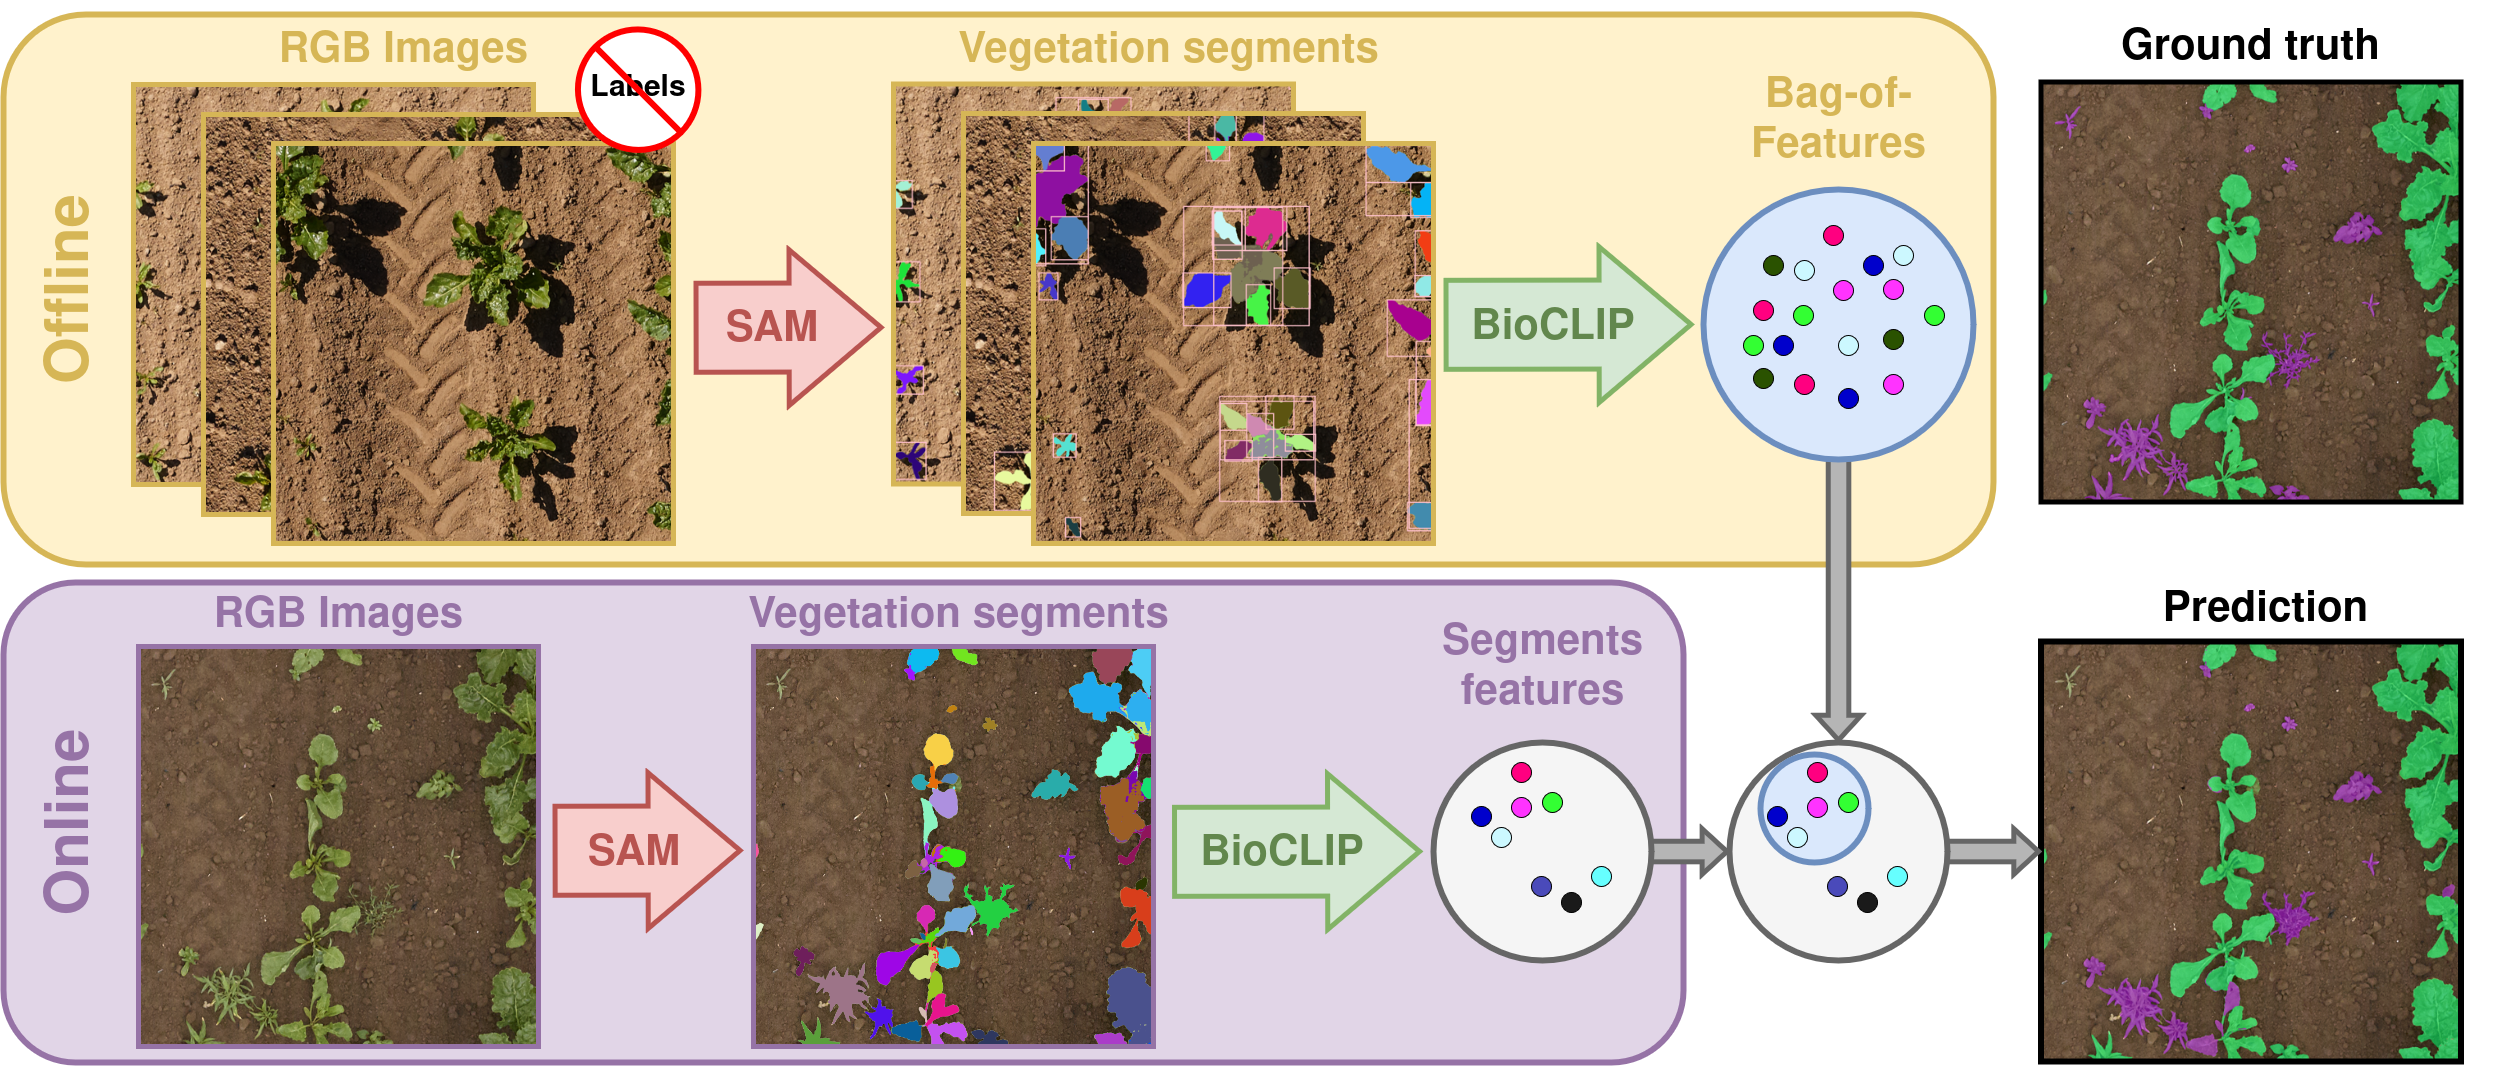 RGB Images
Labels
Vegetation segments
Bag-of-
Features
Ground truth
Offline
SAM
BioCLIP
RGB Images
Vegetation segments
Segments
features
Prediction
Online
SAM
BioCLIP